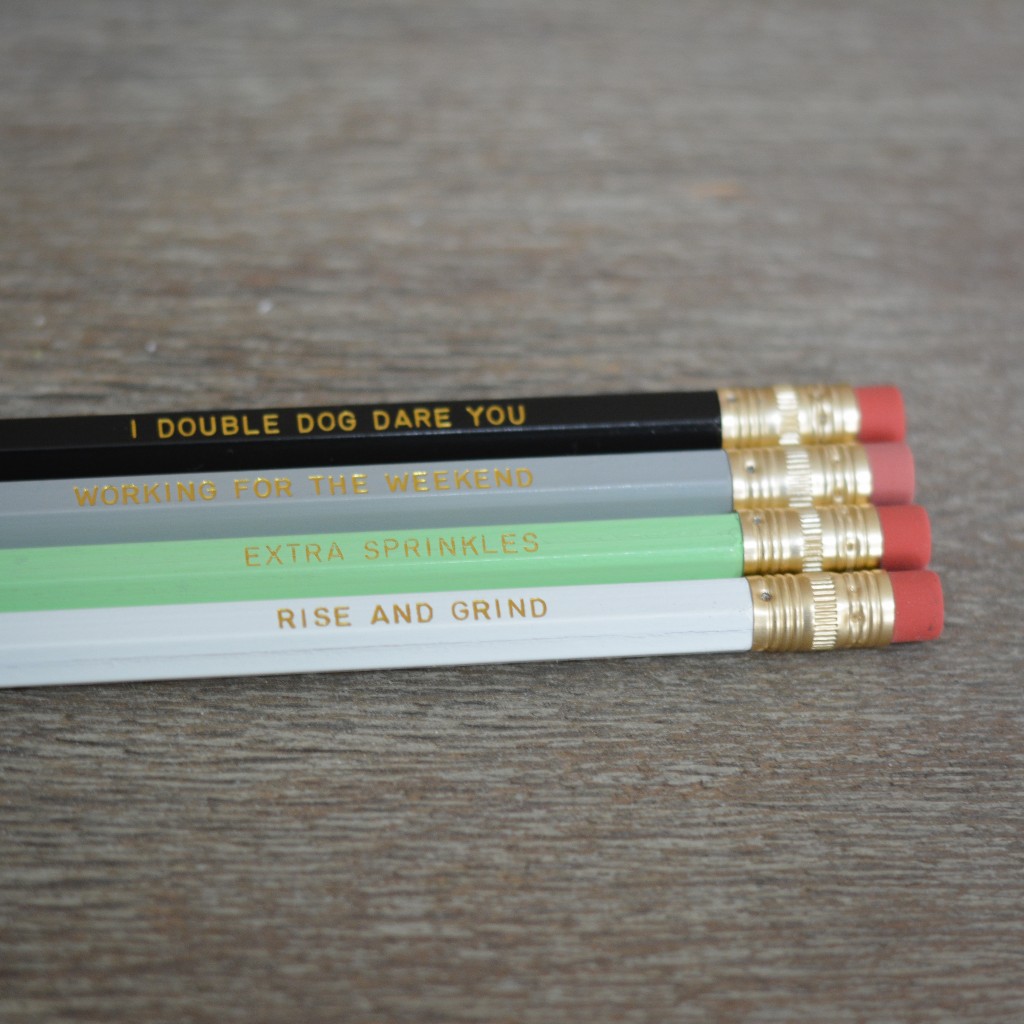 I DOUBLE DOG DARE YOU
WORKING FOR THE WEEKEND
EXTRA SPRINKLES
RISE AND GRIND